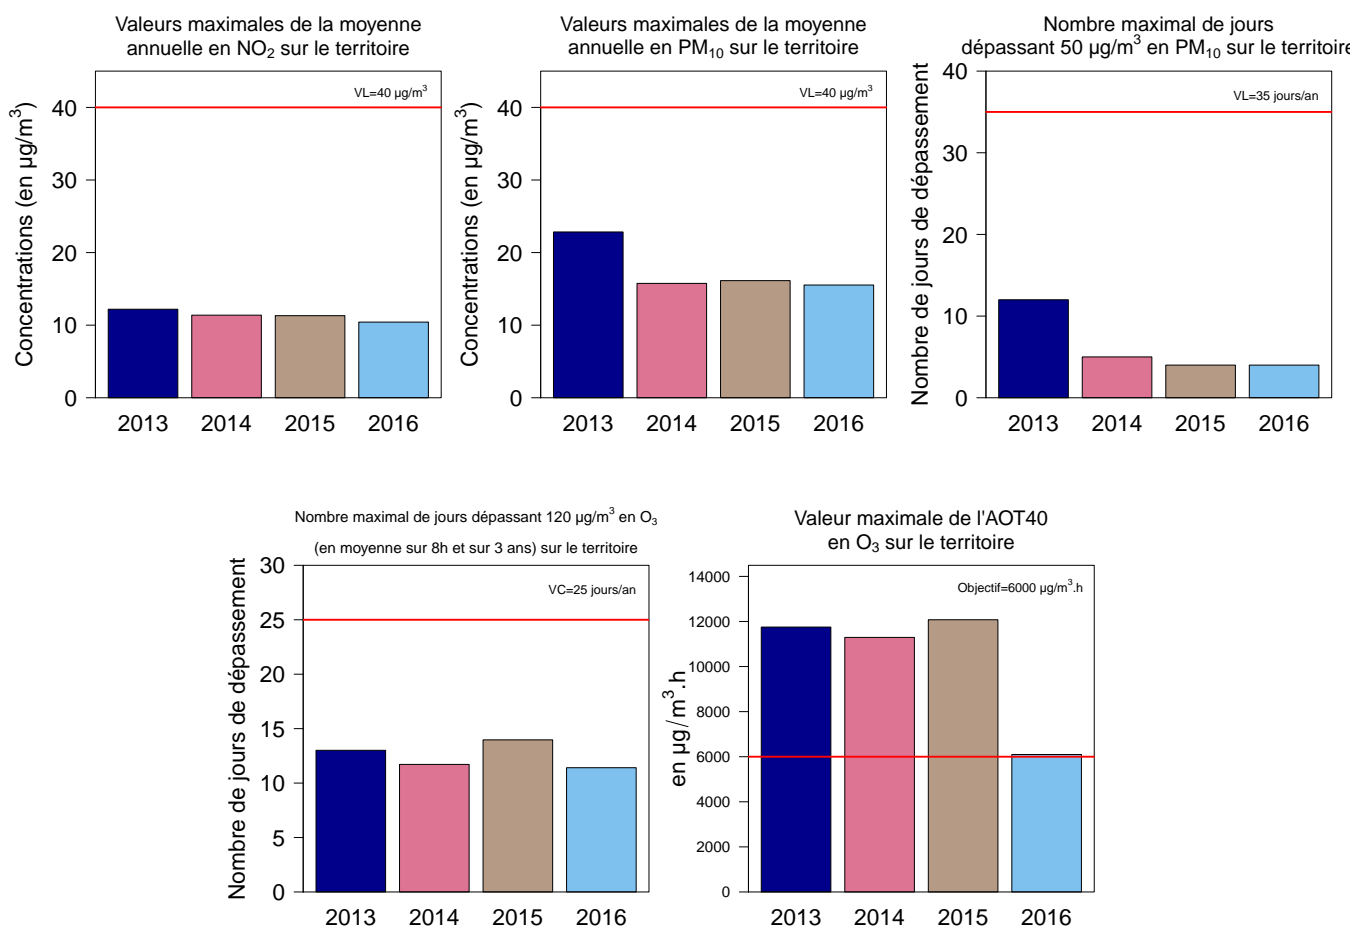 Valeurs maximales de la moyenne
annuelle en NO₂ sur le territoire
Concentrations (en µg/m³)
VL=40 µg/m³
40
30
20
10
0
2013 2014 2015 2016
Valeurs maximales de la moyenne
annuelle en PM₁₀ sur le territoire
Concentrations (en µg/m³)
VL=40 µg/m³
40
30
20
10
0
2013 2014 2015 2016
Nombre maximal de jours
dépassant 50 µg/m³ en PM₁₀ sur le territoire
Nombre de jours de dépassement
VL=35 jours/an
40
30
20
10
0
2013 2014 2015 2016
Nombre maximal de jours dépassant 120 µg/m³ en O₃
(en moyenne sur 8h et sur 3 ans) sur le territoire
Nombre de jours de dépassement
VC=25 jours/an
30
25
20
15
10
5
0
2013 2014 2015 2016
Valeur maximale de l'AOT40
en O₃ sur le territoire
en µg/m³.h
Objectif=6000 µg/m³.h
14000
12000
10000
8000
6000
4000
2000
0
2013 2014 2015 2016